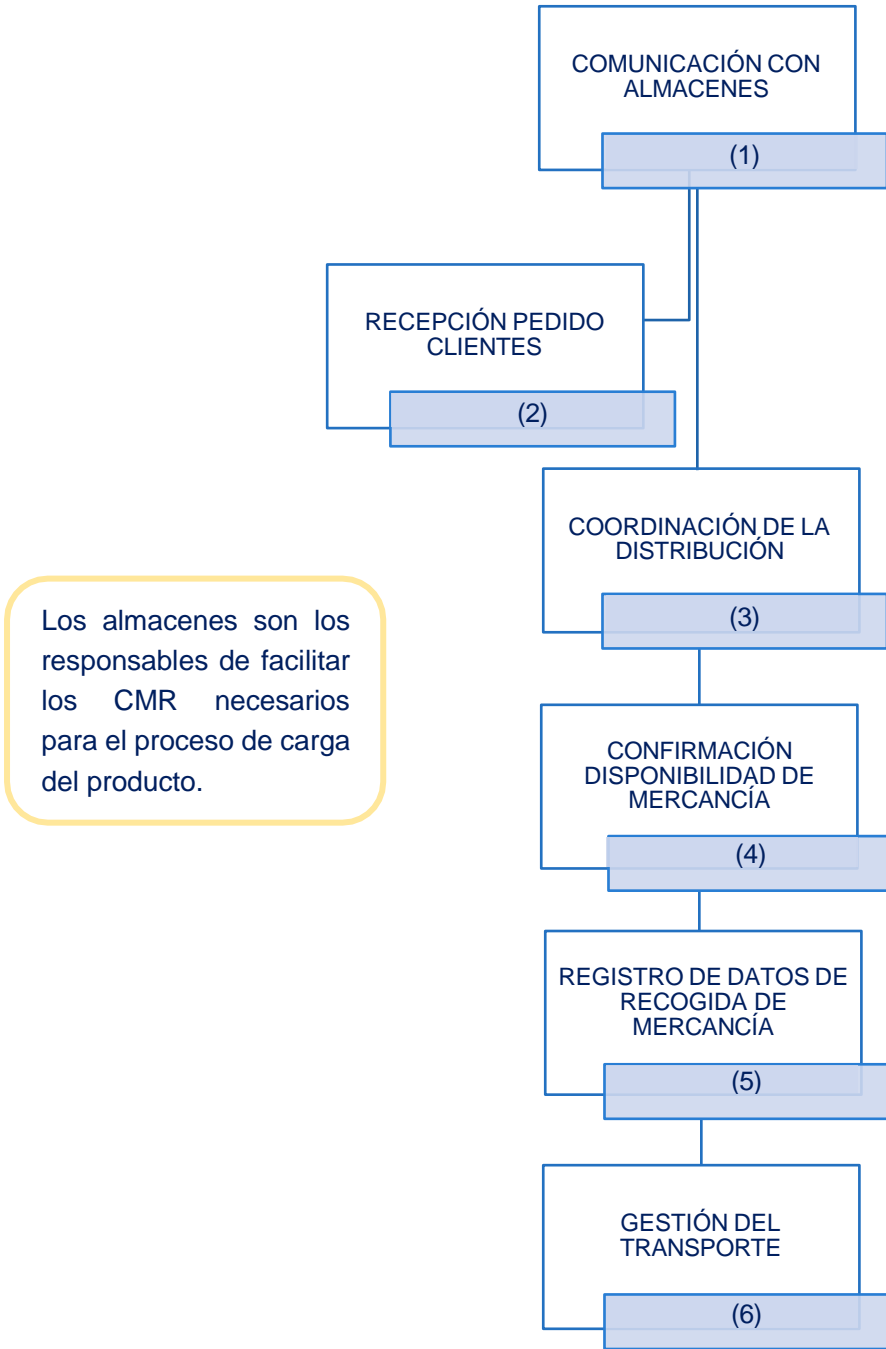 COMUNICACIÓN CON
ALMACENES
(1)
RECEPCIÓN PEDIDO
CLIENTES
(2)
COORDINACIÓN DE LA
DISTRIBUCIÓN
(3)
Los almacenes son los
responsables de facilitar
los CMR necesarios
para el proceso de carga
del producto.
CONFIRMACIÓN
DISPONIBILIDAD DE
MERCANCÍA
(4)
REGISTRO DE DATOS DE
RECOGIDA DE
MERCANCÍA
(5)
GESTIÓN DEL
TRANSPORTE
(6)